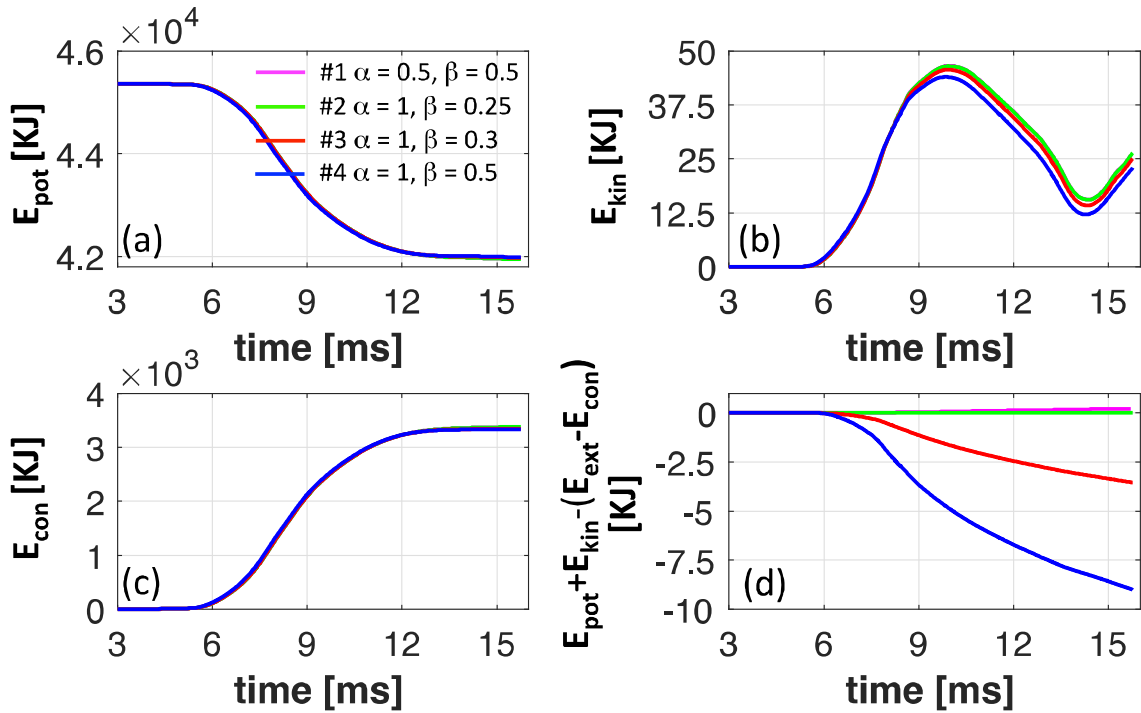 ×10⁴
4.6
4.4
4.2
E_pot [KJ]
#1 α = 0.5, β = 0.5
#2 α = 1, β = 0.25
#3 α = 1, β = 0.3
#4 α = 1, β = 0.5
(a)
3 6 9 12 15
time [ms]
50
37.5
25
12.5
0
E_kin [KJ]
(b)
3 6 9 12 15
time [ms]
×10³
4
3
2
1
0
E_con [KJ]
(c)
3 6 9 12 15
time [ms]
0
-2.5
-5
-7.5
-10
E_pot+E_kin-(E_ext-E_con)
[KJ]
(d)
3 6 9 12 15
time [ms]